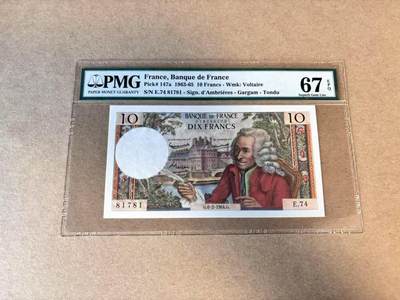 PMG
PAPER MONEY GUARANTY
France, Banque de France
Pick# 147a 1963-65 10 Francs - Wmk: Voltaire
S/N E.74 81781 - Sign. d'Ambrières - Gargam - Tondu
67 EPQ
Superb Gem Unc
10
BANQUE DE FRANCE
DIX FRANCS
10
81781
E.74